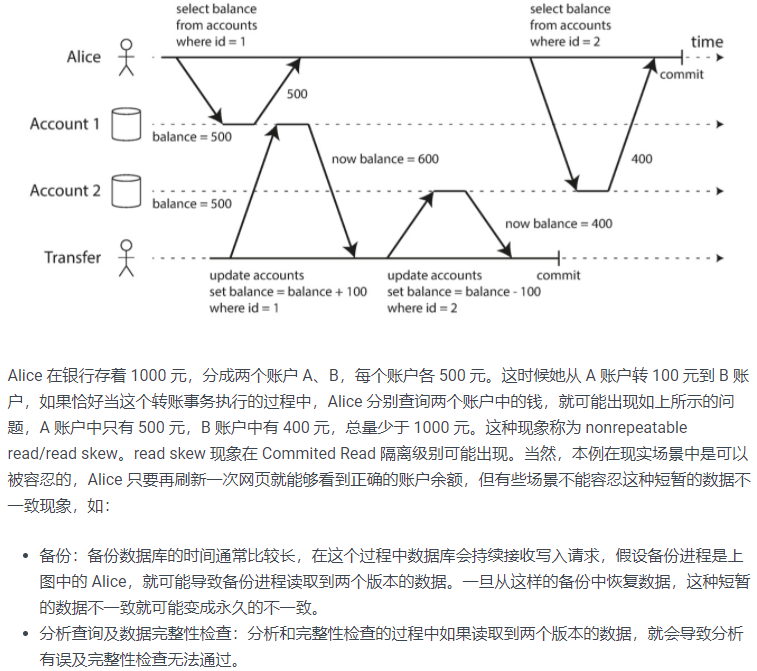 select balance
from accounts
where id = 1
select balance
from accounts
where id = 2
time
Alice
commit
500
Account 1
balance = 500
now balance = 600
400
Account 2
balance = 500
now balance = 400
Transfer
update accounts
set balance = balance + 100
where id = 1
update accounts
set balance = balance - 100
where id = 2
commit
Alice 在银行存着 1000 元，分成两个账户 A、B，每个账户各 500 元。这时候她从 A 账户转 100 元到 B 账
户，如果恰好当这个转账事务执行的过程中，Alice 分别查询两个账户中的钱，就可能出现如上所示的问
题，A 账户中只有 500 元，B 账户中有 400 元，总量少于 1000 元。这种现象称为 nonrepeatable
read/read skew。read skew 现象在 Commited Read 隔离级别可能出现。当然，本例在现实场景中是可以
被容忍的，Alice 只要再刷新一次网页就能够看到正确的账户余额，但有些场景不能容忍这种短暂的数据不
一致现象，如：
• 备份：备份数据库的时间通常比较长，在这个过程中数据库会持续接收写入请求，假设备份进程是上
图中的 Alice，就可能导致备份进程读取到两个版本的数据。一旦从这样的备份中恢复数据，这种短暂
的数据不一致就可能变成永久的不一致。
• 分析查询及数据完整性检查：分析和完整性检查的过程中如果读取到两个版本的数据，就会导致分析
有误及完整性检查无法通过。